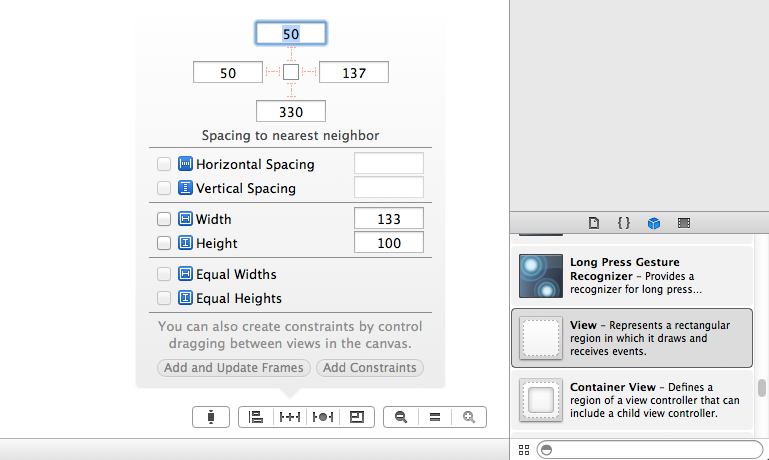 50
50
137
330
Spacing to nearest neighbor
Horizontal Spacing
Vertical Spacing
Width 133
Height 100
Equal Widths
Equal Heights
You can also create constraints by control
dragging between views in the canvas.
Add and Update Frames Add Constraints
{ }
Long Press Gesture
Recognizer – Provides a
recognizer for long press...
View – Represents a rectangular
region in which it draws and
receives events.
Container View – Defines a
region of a view controller that can
include a child view controller.